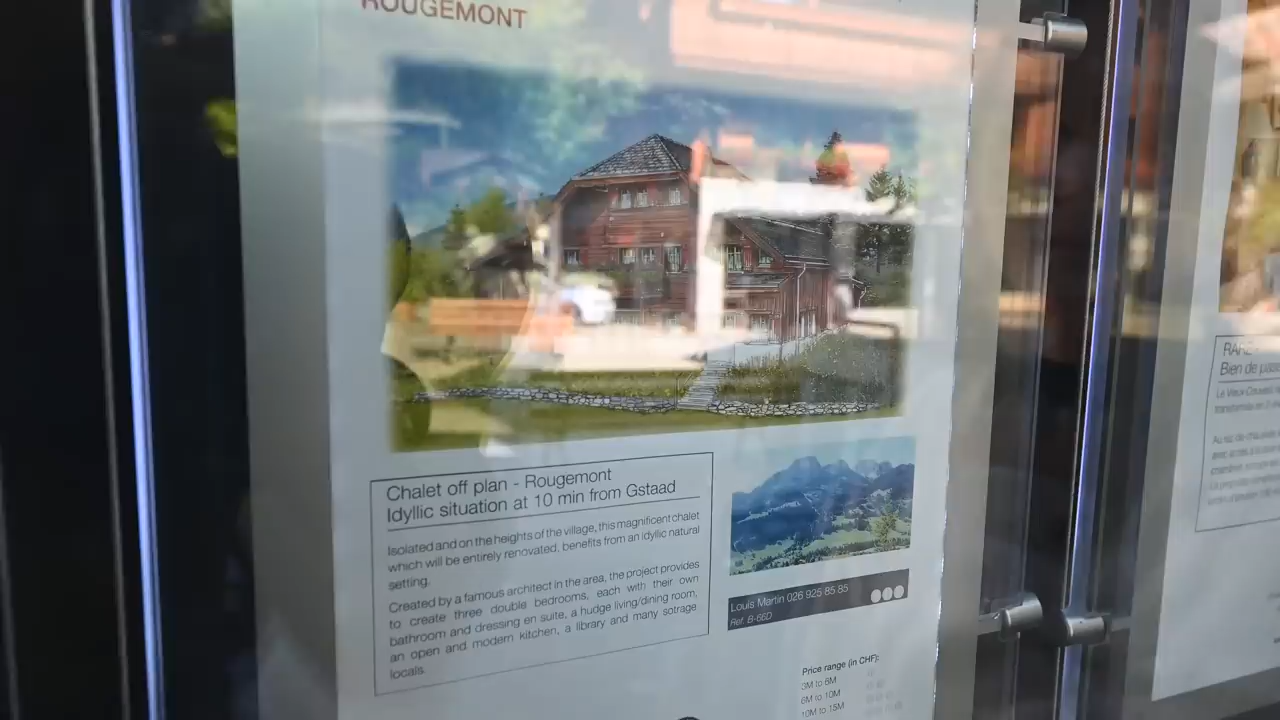 ROUGEMONT
Chalet off plan - Rougemont
Idyllic situation at 10 min from Gstaad
Isolated and on the heights of the village, this magnificent chalet
which will be entirely renovated, benefits from an idyllic natural
setting.
Created by a famous architect in the area, the project provides
to create three double bedrooms, each with their own
bathroom and dressing en suite, a hudge living/dining room,
an open and modern kitchen, a library and many sotrage
locals.
Louis Martin 026 925 85 85
Ref. B-66D
Price range (in CHF):
3M to 6M
6M to 10M
10M to 15M
Bien de
Le Vieux